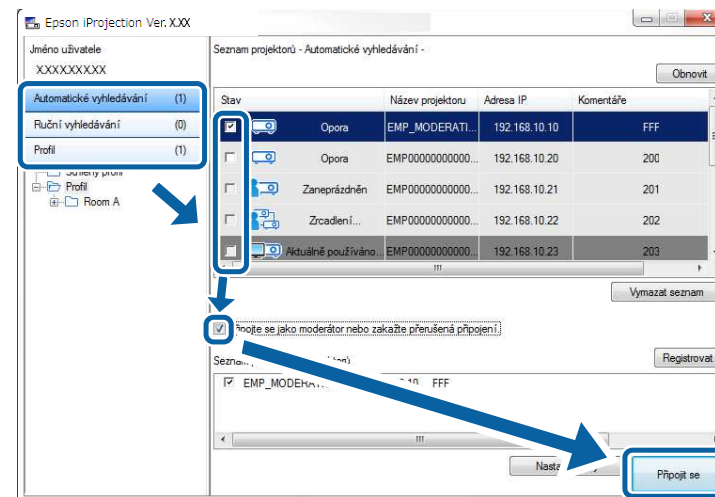 Epson iProjection Ver. X.XX
Jméno uživatele
XXXXXXXXX
Automatické vyhledávání (1)
Ruční vyhledávání (0)
Profil (1)
profil
Profil
Room A
Seznam projektorů - Automatické vyhledávání -
Obnovit
Stav Název projektoru Adresa IP Komentáře
Opora EMP_MODERATI... 192.168.10.10 FFF
Opora EMP00000000000... 192.168.10.20 200
Zaneprázdněn EMP00000000000... 192.168.10.21 201
Zrcadlení... EMP00000000000... 192.168.10.22 202
Aktuálně používáno... EMP00000000000... 192.168.10.23 203
Vymazat seznam
se jako moderátor nebo zakažte přerušená připojení.
Registrovat
EMP_MODERATI FFF
Připojit se